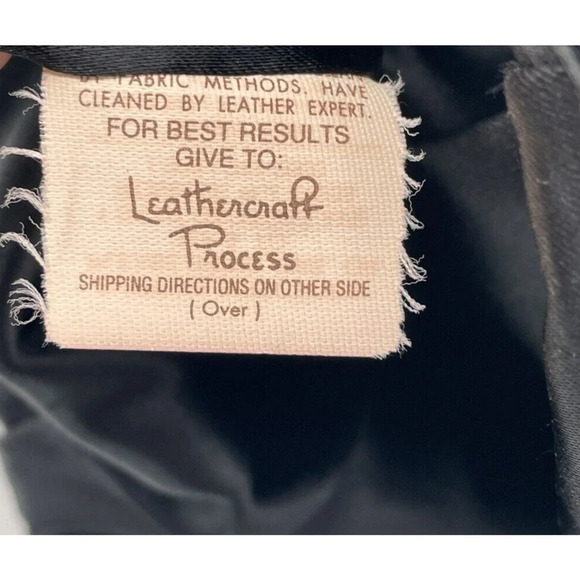 BY FABRIC METHODS. HAVE
CLEANED BY LEATHER EXPERT.
FOR BEST RESULTS
GIVE TO:
Leathercraft
Process
SHIPPING DIRECTIONS ON OTHER SIDE
( Over )